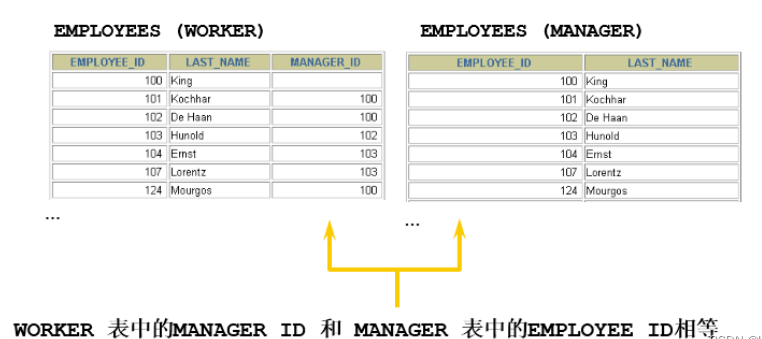 EMPLOYEES (WORKER) EMPLOYEES (MANAGER)
EMPLOYEE_ID LAST_NAME MANAGER_ID EMPLOYEE_ID LAST_NAME
100 King 100 King
101 Kochhar 100 101 Kochhar
102 De Haan 100 102 De Haan
103 Hunold 102 103 Hunold
104 Ernst 103 104 Ernst
107 Lorentz 103 107 Lorentz
124 Mourgos 100 124 Mourgos
... ...
WORKER 表中的MANAGER ID 和 MANAGER 表中的EMPLOYEE ID相等